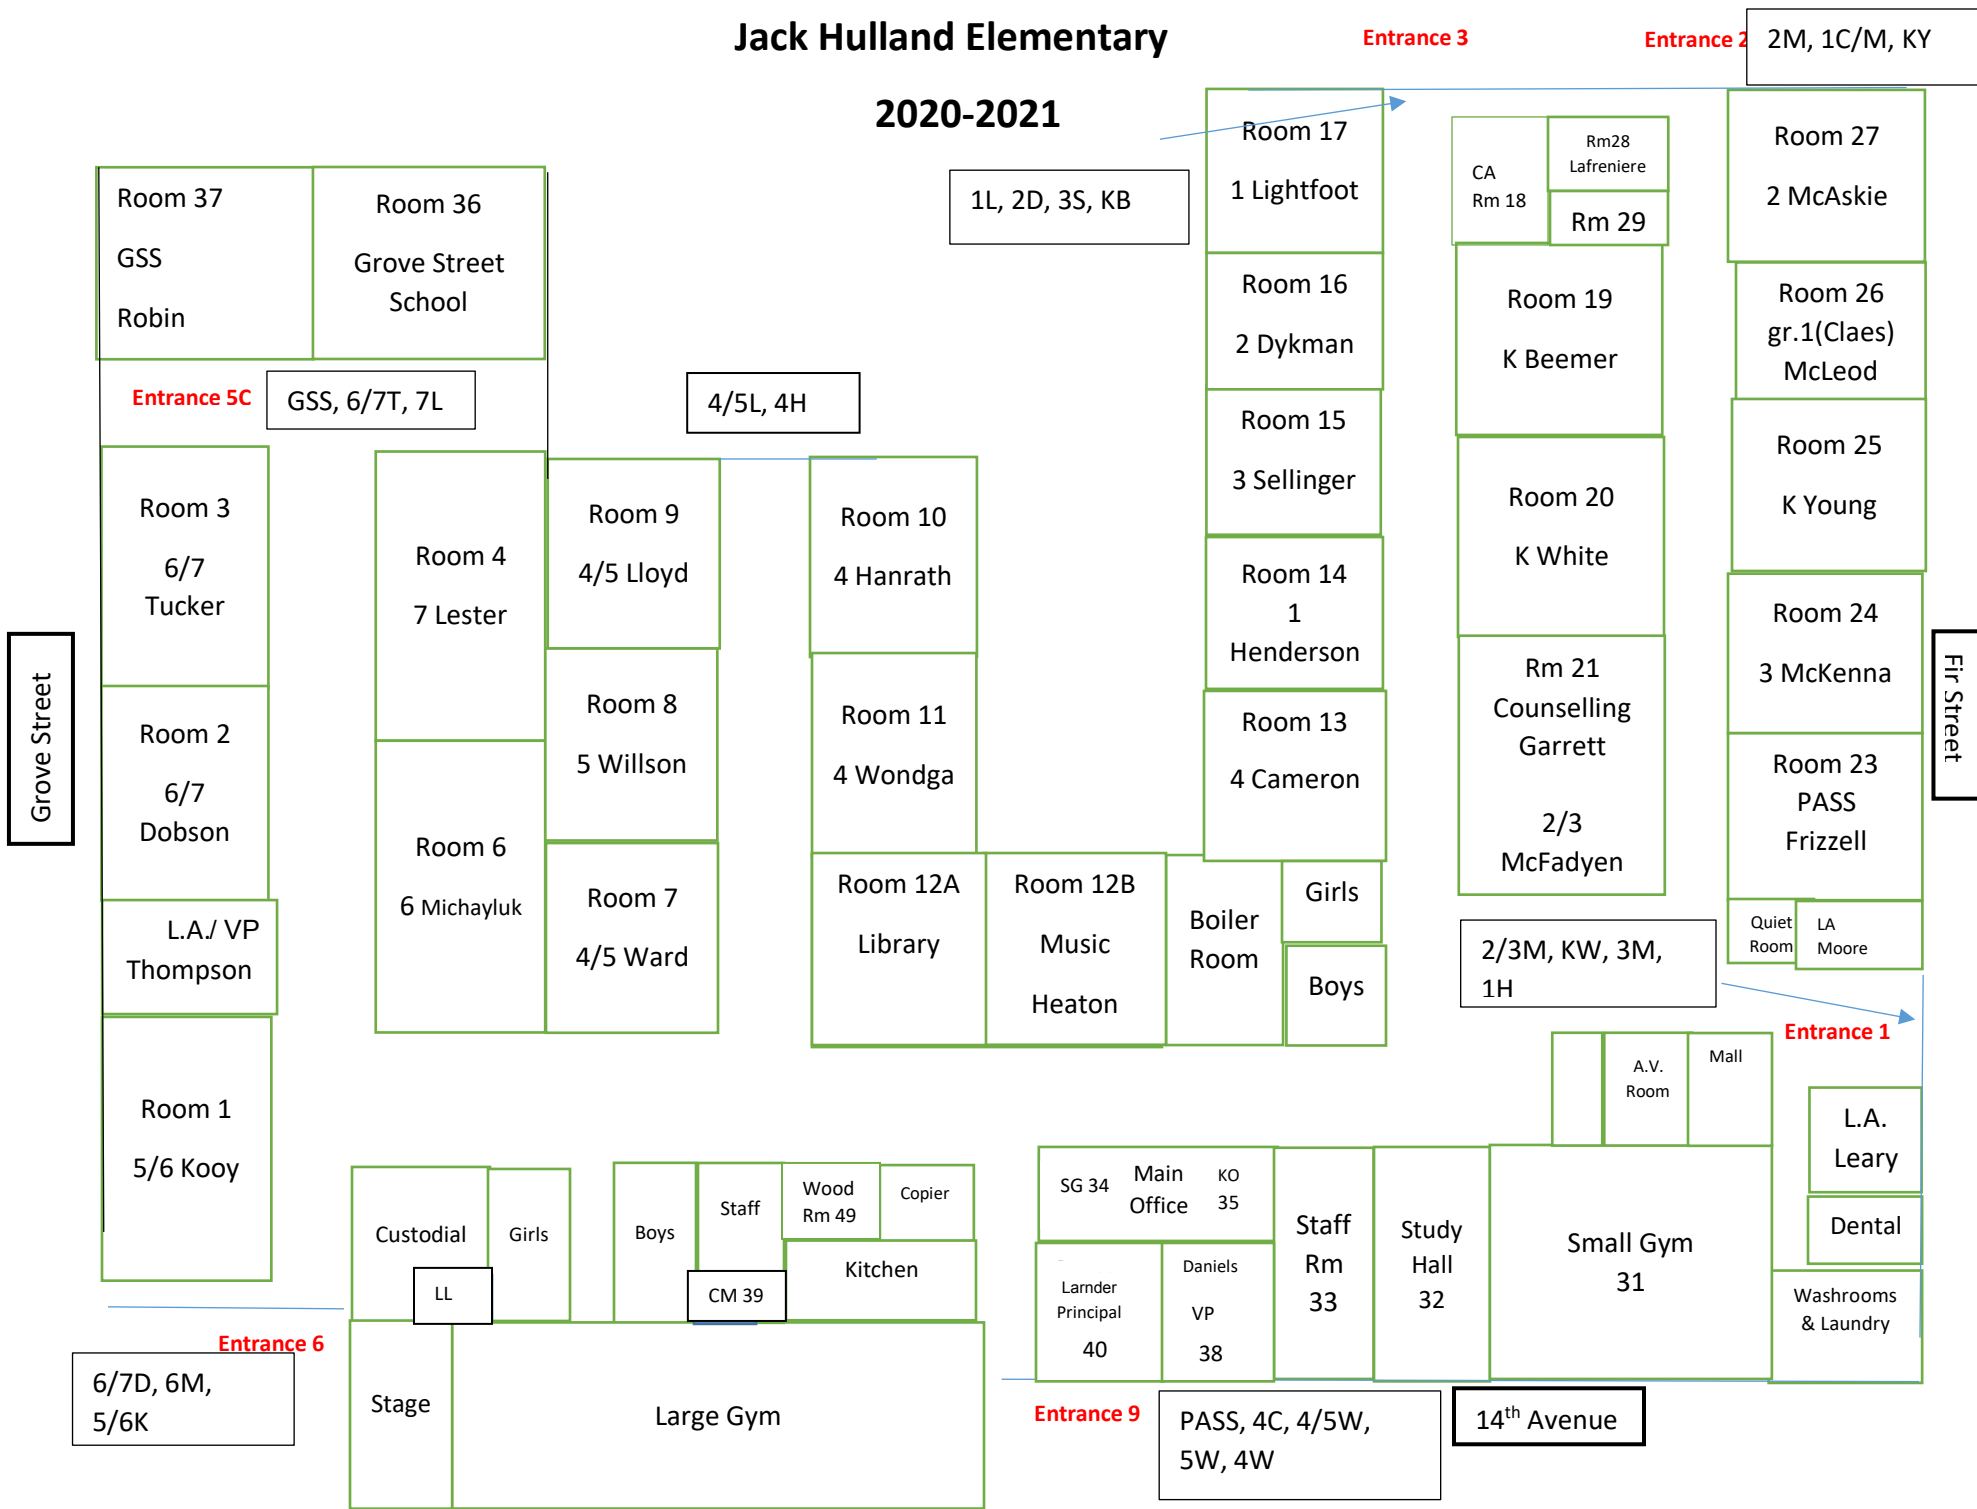 Jack Hulland Elementary
2020-2021
Entrance 3
Entrance 2
2M, 1C/M, KY
1L, 2D, 3S, KB
Room 37
GSS
Robin
Room 36
Grove Street
School
Entrance 5C
GSS, 6/7T, 7L
4/5L, 4H
Room 3
6/7
Tucker
Room 2
6/7
Dobson
L.A./ VP
Thompson
Room 1
5/6 Kooy
Grove Street
Room 4
7 Lester
Room 6
6 Michayluk
Room 9
4/5 Lloyd
Room 8
5 Willson
Room 7
4/5 Ward
Room 10
4 Hanrath
Room 11
4 Wondga
Room 12A
Library
Room 12B
Music
Heaton
Boiler
Room
Girls
Boys
Room 17
1 Lightfoot
Room 16
2 Dykman
Room 15
3 Sellinger
Room 14
1
Henderson
Room 13
4 Cameron
CA
Rm 18
Rm28
Lafreniere
Rm 29
Room 19
K Beemer
Room 20
K White
Rm 21
Counselling
Garrett
2/3
McFadyen
Room 27
2 McAskie
Room 26
gr.1(Claes)
McLeod
Room 25
K Young
Room 24
3 McKenna
Room 23
PASS
Frizzell
Quiet
Room
LA
Moore
Fir Street
2/3M, KW, 3M,
1H
Entrance 1
A.V.
Room
Mall
L.A.
Leary
Dental
Washrooms
& Laundry
Small Gym
31
Study
Hall
32
Staff
Rm
33
SG 34
Main
Office
KO
35
Larnder
Principal
40
Daniels
VP
38
Custodial
Girls
LL
Boys
Staff
Wood
Rm 49
Copier
Kitchen
CM 39
Stage
Large Gym
Entrance 6
6/7D, 6M,
5/6K
Entrance 9
PASS, 4C, 4/5W,
5W, 4W
14th Avenue